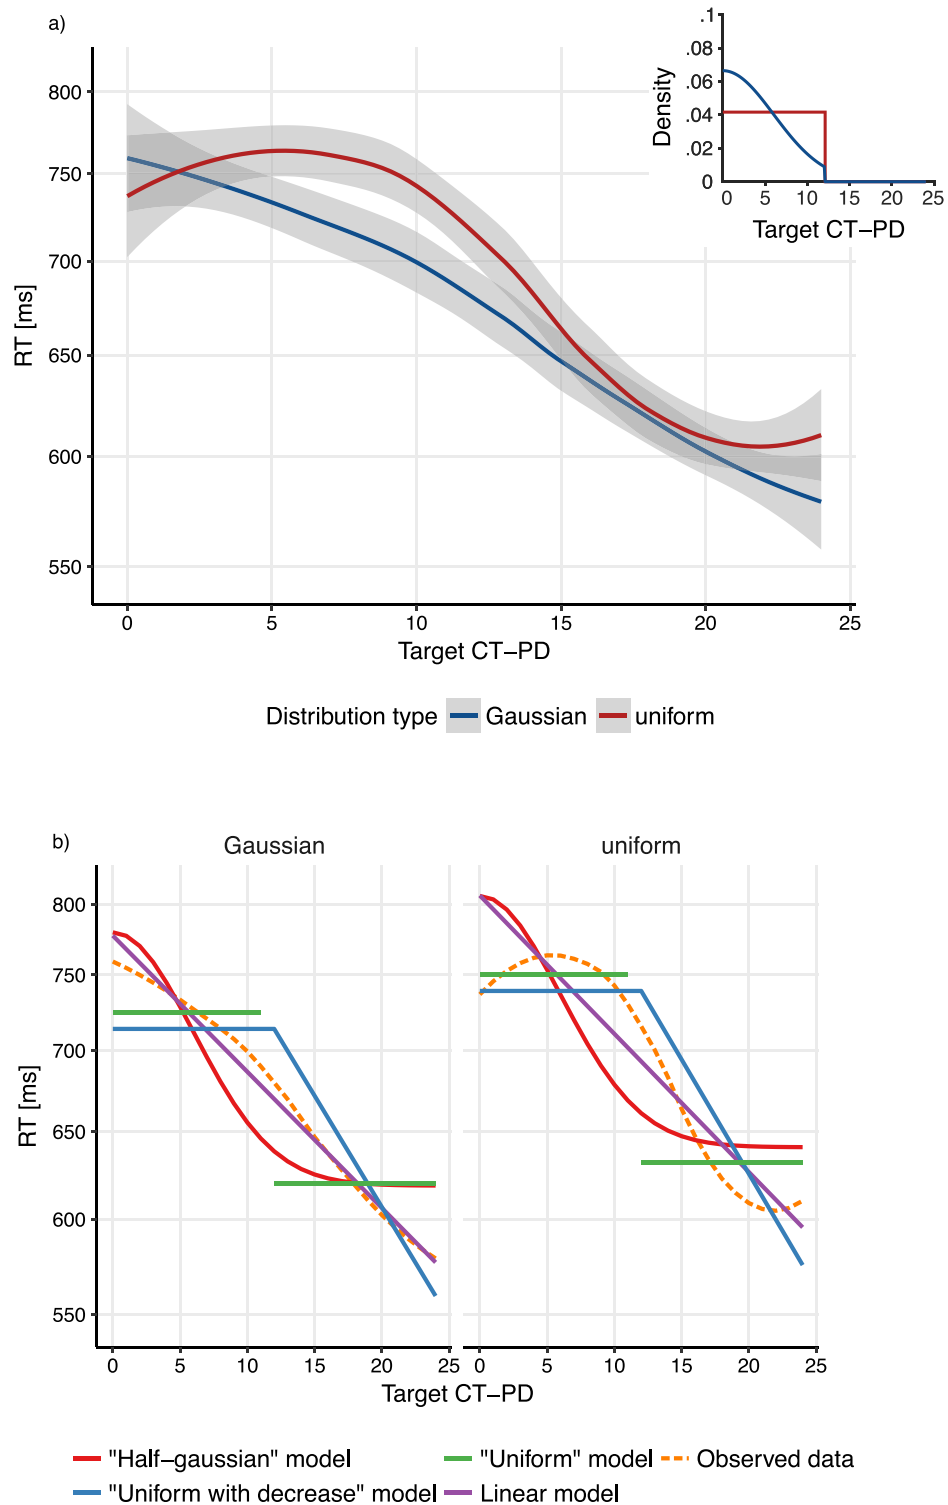 a)
.1
.08
.06
.04
.02
0
Density
0 5 10 15 20 25
Target CT−PD
800
750
700
650
600
550
RT [ms]
0 5 10 15 20 25
Target CT−PD
Distribution type Gaussian uniform
b)
Gaussian uniform
800
750
700
650
600
550
RT [ms]
0 5 10 15 20 25 0 5 10 15 20 25
Target CT−PD Target CT−PD
"Half−gaussian" model "Uniform" model Observed data
"Uniform with decrease" model Linear model